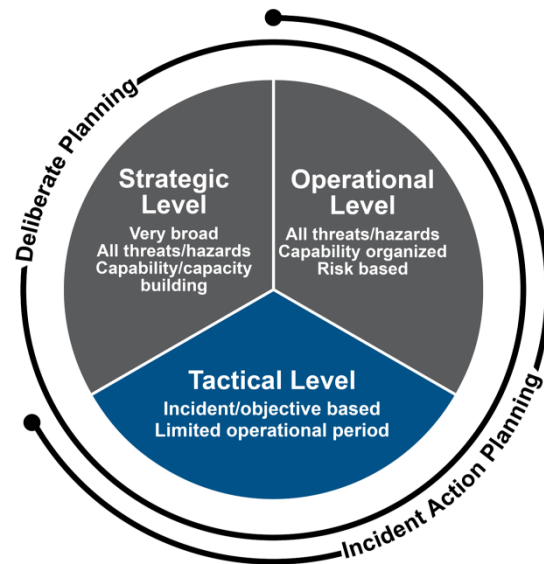 Deliberate Planning
Strategic
Level
Very broad
All threats/hazards
Capability/capacity
building
Operational
Level
All threats/hazards
Capability organized
Risk based
Tactical Level
Incident/objective based
Limited operational period
Incident Action Planning